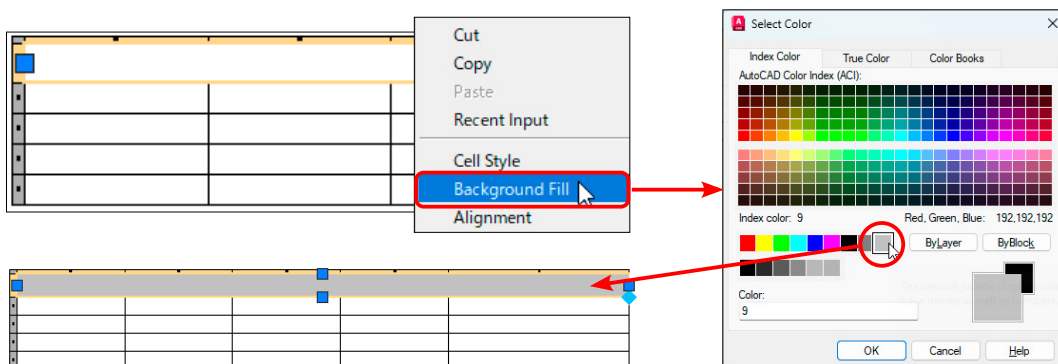 Cut
Copy
Paste
Recent Input
Cell Style
Background Fill
Alignment
Select Color
Index Color True Color Color Books
AutoCAD Color Index (ACI):
Index color: 9 Red, Green, Blue: 192,192,192
ByLayer ByBlock
Color:
9
OK Cancel Help